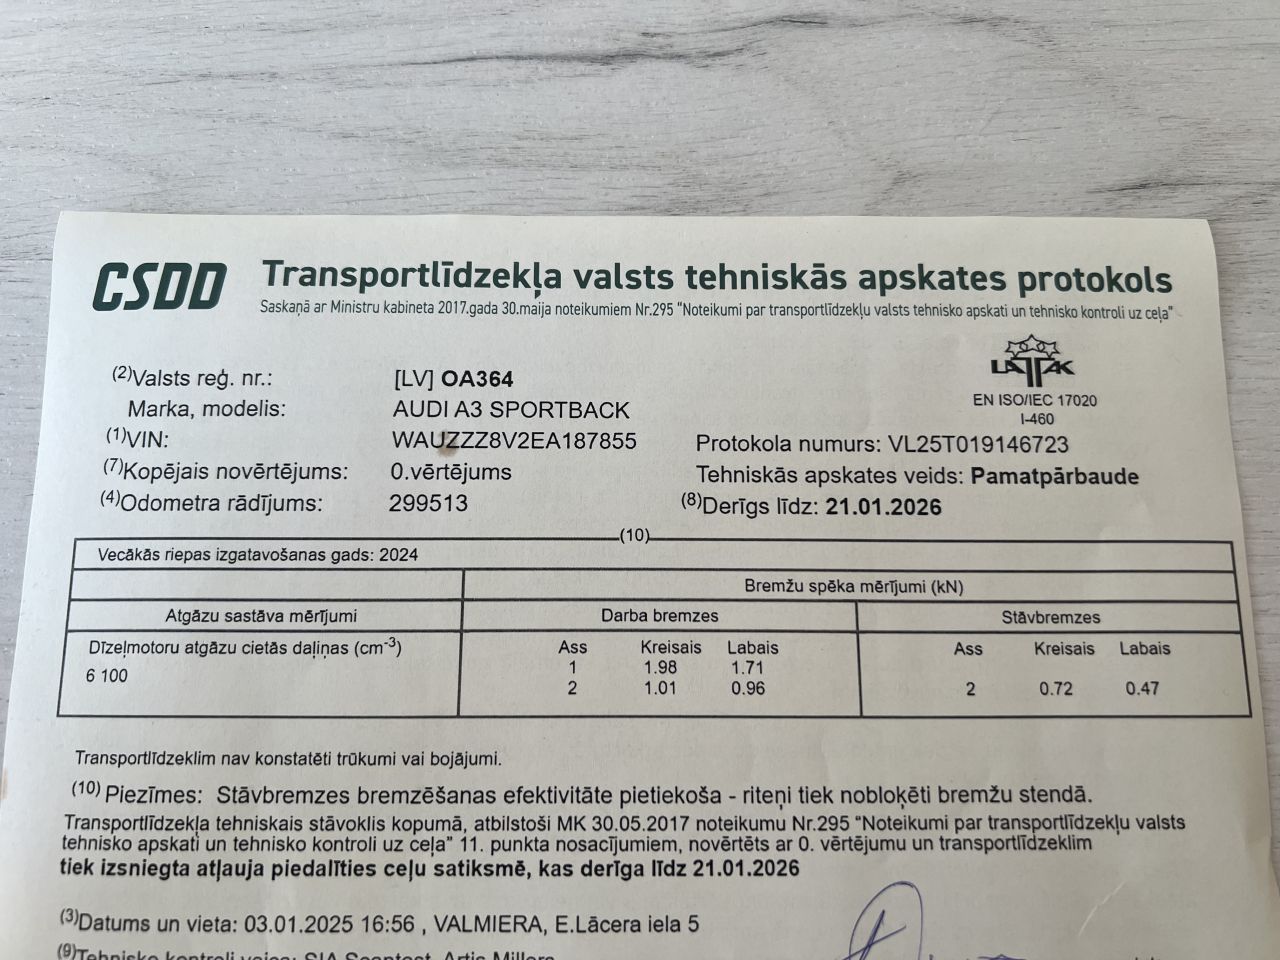 CSDD Transportlīdzekļa valsts tehniskās apskates protokols
Saskaņā ar Ministru kabineta 2017.gada 30.maija noteikumiem Nr.295 "Noteikumi par transportlīdzekļu valsts tehnisko apskati un tehnisko kontroli uz ceļa"
LATAK
EN ISO/IEC 17020
I-460
(2)Valsts reģ. nr.: [LV] OA364
Marka, modelis: AUDI A3 SPORTBACK
(1)VIN: WAUZZZ8V2EA187855 Protokola numurs: VL25T019146723
(7)Kopējais novērtējums: 0.vērtējums Tehniskās apskates veids: Pamatpārbaude
(4)Odometra rādījums: 299513 (8)Derīgs līdz: 21.01.2026
(10)
Vecākās riepas izgatavošanas gads: 2024
Bremžu spēka mērījumi (kN)
Atgāzu sastāva mērījumi Darba bremzes Stāvbremzes
Dīzeļmotoru atgāzu cietās daļiņas (cm-3) Ass Kreisais Labais Ass Kreisais Labais
6 100 1 1.98 1.71
2 1.01 0.96 2 0.72 0.47
Transportlīdzeklim nav konstatēti trūkumi vai bojājumi.
(10) Piezīmes: Stāvbremzes bremzēšanas efektivitāte pietiekoša - riteņi tiek nobloķēti bremžu stendā.
Transportlīdzekļa tehniskais stāvoklis kopumā, atbilstoši MK 30.05.2017 noteikumu Nr.295 "Noteikumi par transportlīdzekļu valsts
tehnisko apskati un tehnisko kontroli uz ceļa" 11. punkta nosacījumiem, novērtēts ar 0. vērtējumu un transportlīdzeklim
tiek izsniegta atļauja piedalīties ceļu satiksmē, kas derīga līdz 21.01.2026
(3)Datums un vieta: 03.01.2025 16:56 , VALMIERA, E.Lācera iela 5
(9)Tehnisko kontroli veica: SIA Scantest, Artis Millers